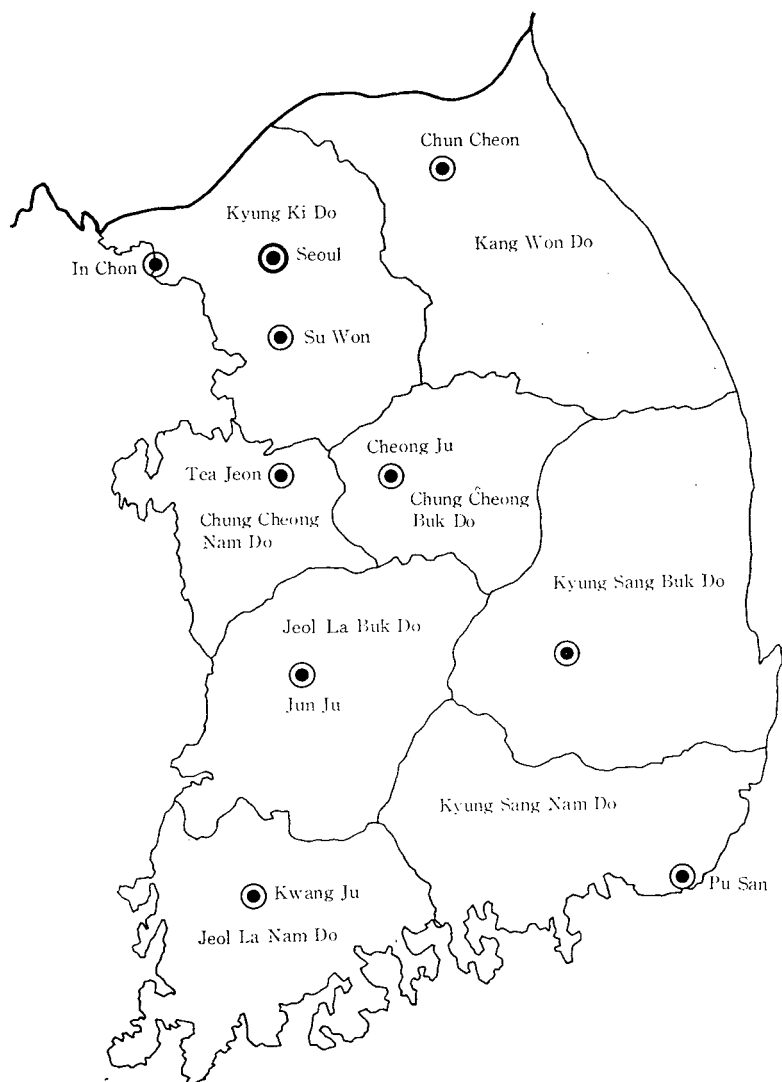 Chun Cheon
Kyung Ki Do
Kang Won Do
Seoul
In Chon
Su Won
Cheong Ju
Tea Jeon
Chung Cheong
Buk Do
Chung Cheong
Nam Do
Kyung Sang Buk Do
Jeol La Buk Do
Jun Ju
Kyung Sang Nam Do
Pu San
Kwang Ju
Jeol La Nam Do